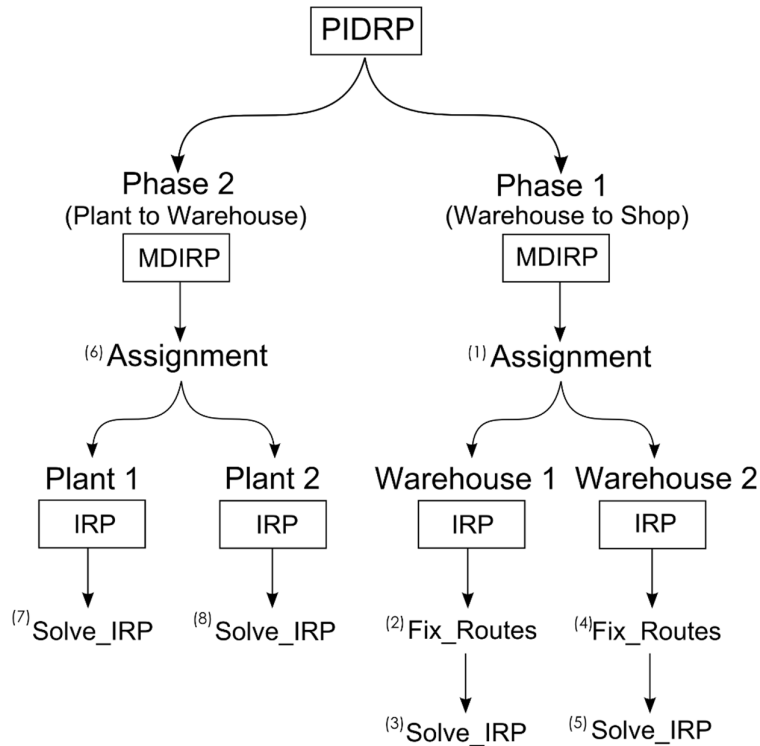 PIDRP
Phase 2
(Plant to Warehouse)
MDIRP
(6) Assignment
Plant 1
IRP
(7) Solve_IRP
Plant 2
IRP
(8) Solve_IRP
Phase 1
(Warehouse to Shop)
MDIRP
(1) Assignment
Warehouse 1
IRP
(2) Fix_Routes
(3) Solve_IRP
Warehouse 2
IRP
(4) Fix_Routes
(5) Solve_IRP